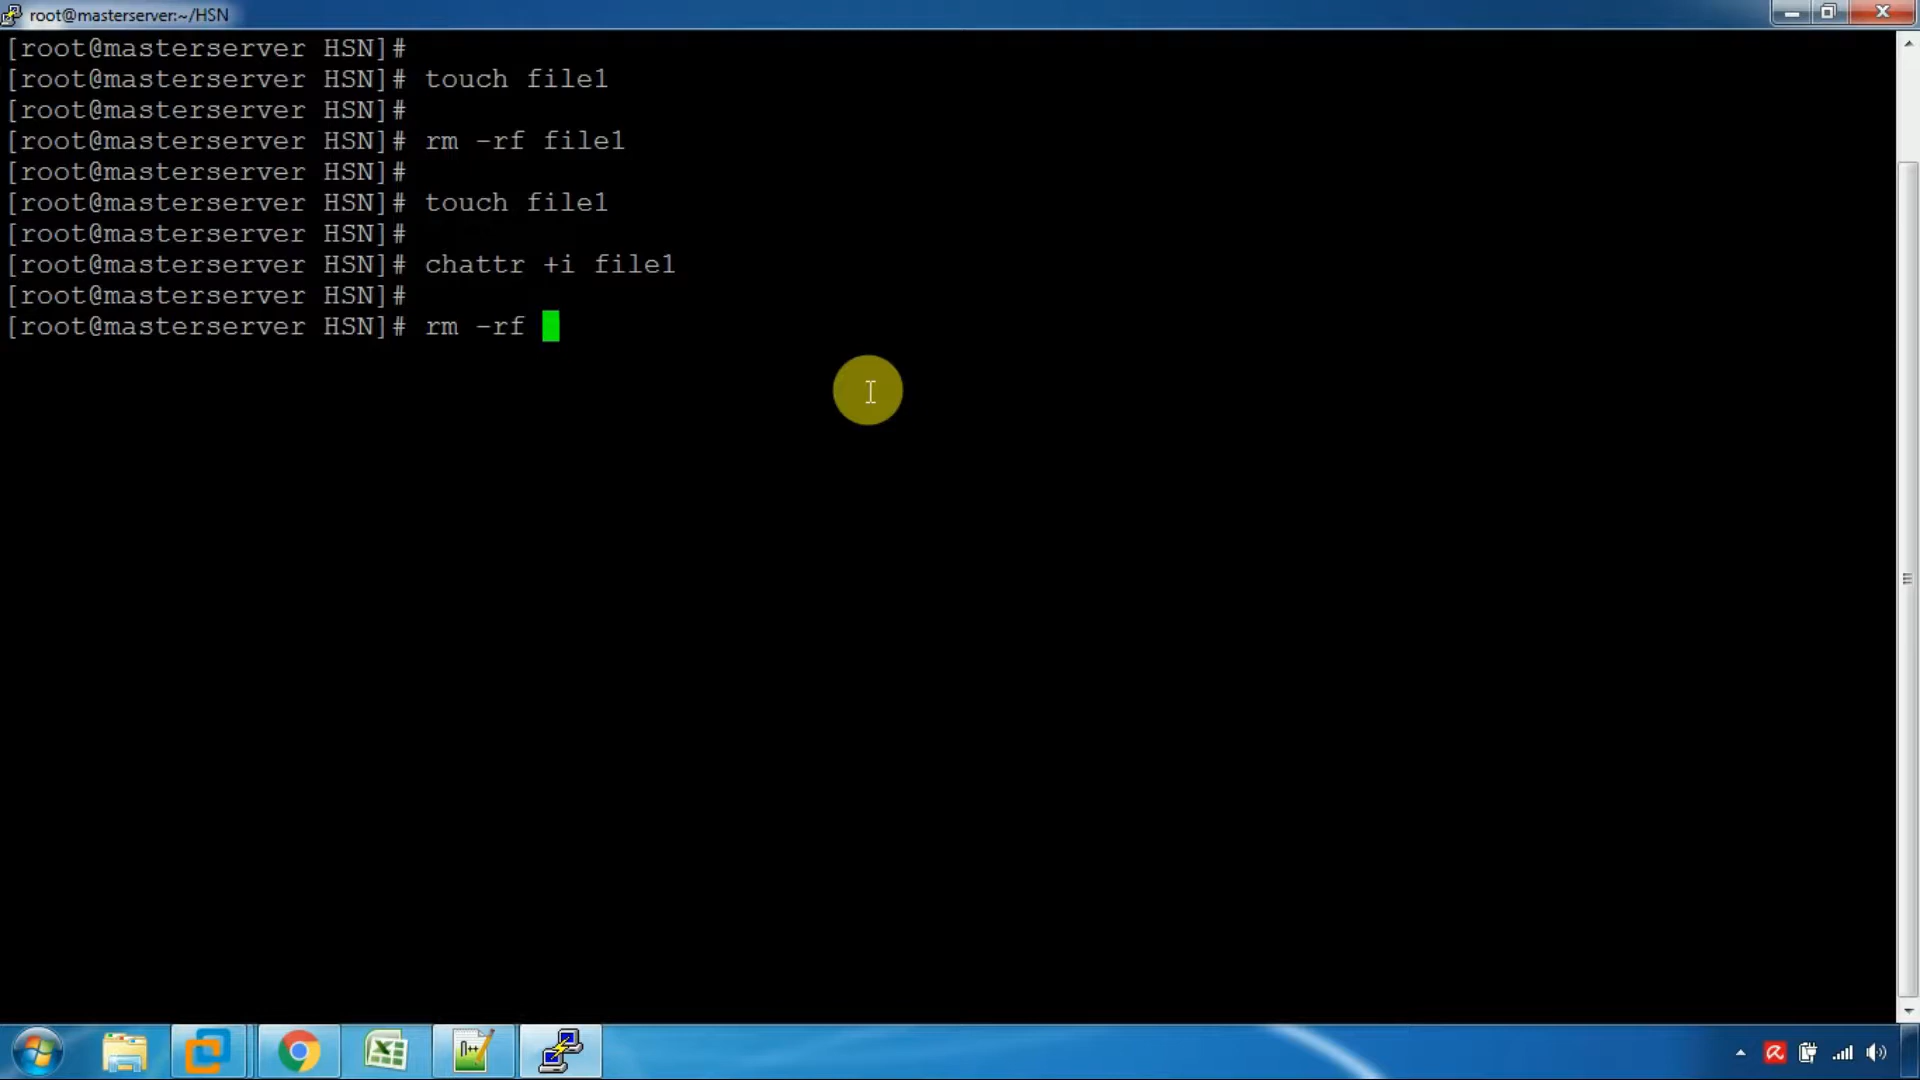 root@masterserver:~/HSN
[root@masterserver HSN]#
[root@masterserver HSN]# touch file1
[root@masterserver HSN]#
[root@masterserver HSN]# rm -rf file1
[root@masterserver HSN]#
[root@masterserver HSN]# touch file1
[root@masterserver HSN]#
[root@masterserver HSN]# chattr +i file1
[root@masterserver HSN]#
[root@masterserver HSN]# rm -rf